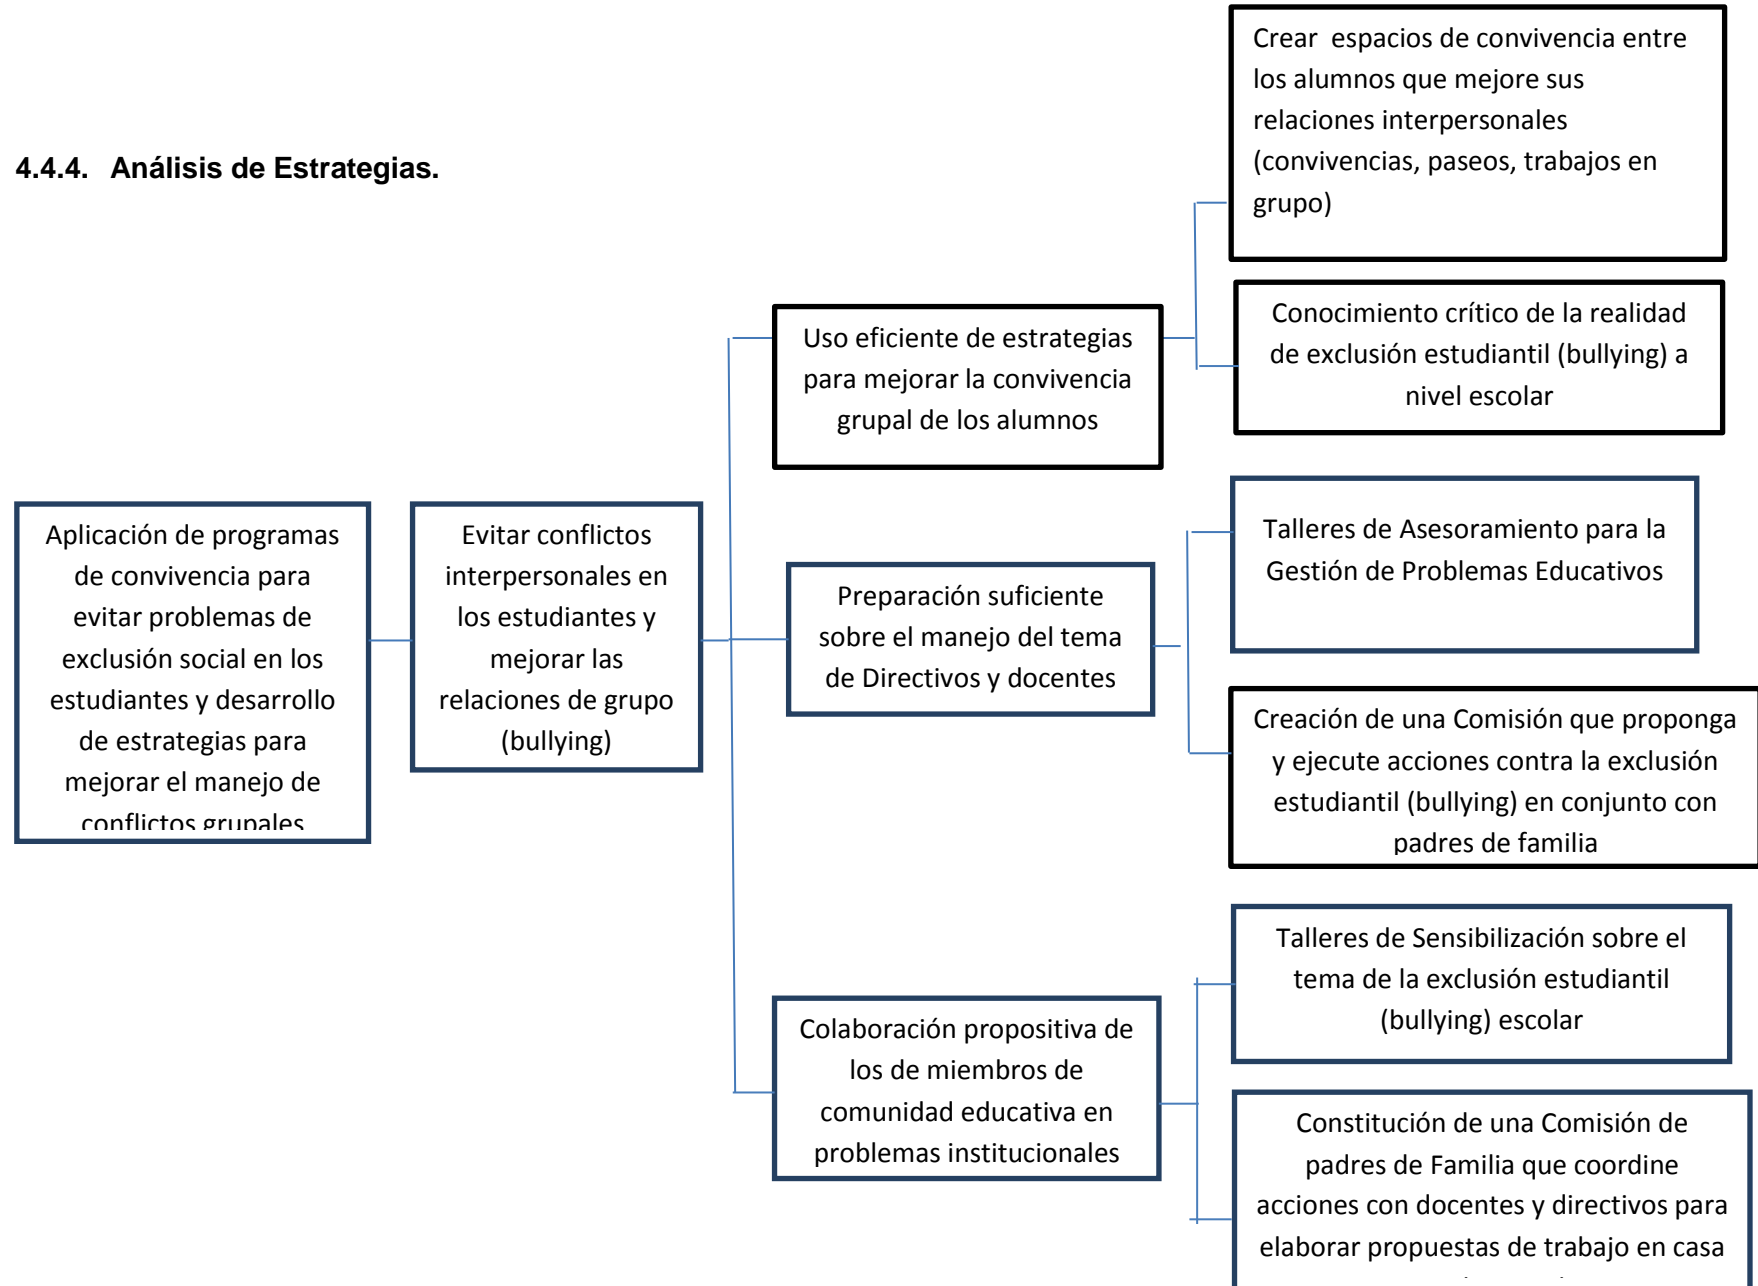 4.4.4. Análisis de Estrategias.
Crear espacios de convivencia entre
los alumnos que mejore sus
relaciones interpersonales
(convivencias, paseos, trabajos en
grupo)
Uso eficiente de estrategias
para mejorar la convivencia
grupal de los alumnos
Conocimiento crítico de la realidad
de exclusión estudiantil (bullying) a
nivel escolar
Aplicación de programas
de convivencia para
evitar problemas de
exclusión social en los
estudiantes y desarrollo
de estrategias para
mejorar el manejo de
conflictos grupales
Evitar conflictos
interpersonales en
los estudiantes y
mejorar las
relaciones de grupo
(bullying)
Preparación suficiente
sobre el manejo del tema
de Directivos y docentes
Talleres de Asesoramiento para la
Gestión de Problemas Educativos
Creación de una Comisión que proponga
y ejecute acciones contra la exclusión
estudiantil (bullying) en conjunto con
padres de familia
Colaboración propositiva de
los de miembros de
comunidad educativa en
problemas institucionales
Talleres de Sensibilización sobre el
tema de la exclusión estudiantil
(bullying) escolar
Constitución de una Comisión de
padres de Familia que coordine
acciones con docentes y directivos para
elaborar propuestas de trabajo en casa